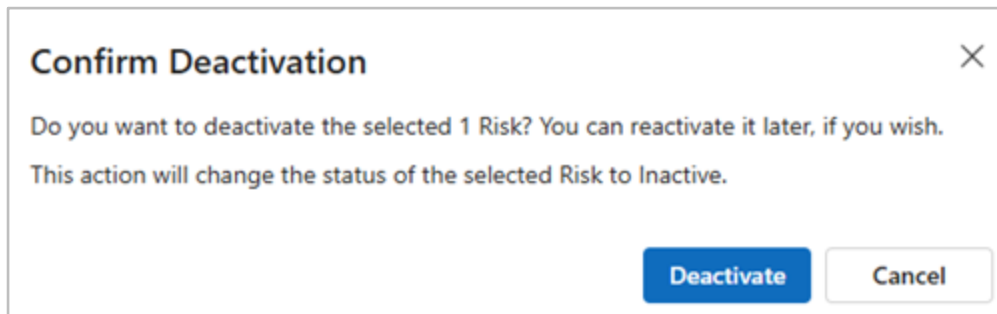 Confirm Deactivation
Do you want to deactivate the selected 1 Risk? You can reactivate it later, if you wish.
This action will change the status of the selected Risk to Inactive.
Deactivate
Cancel